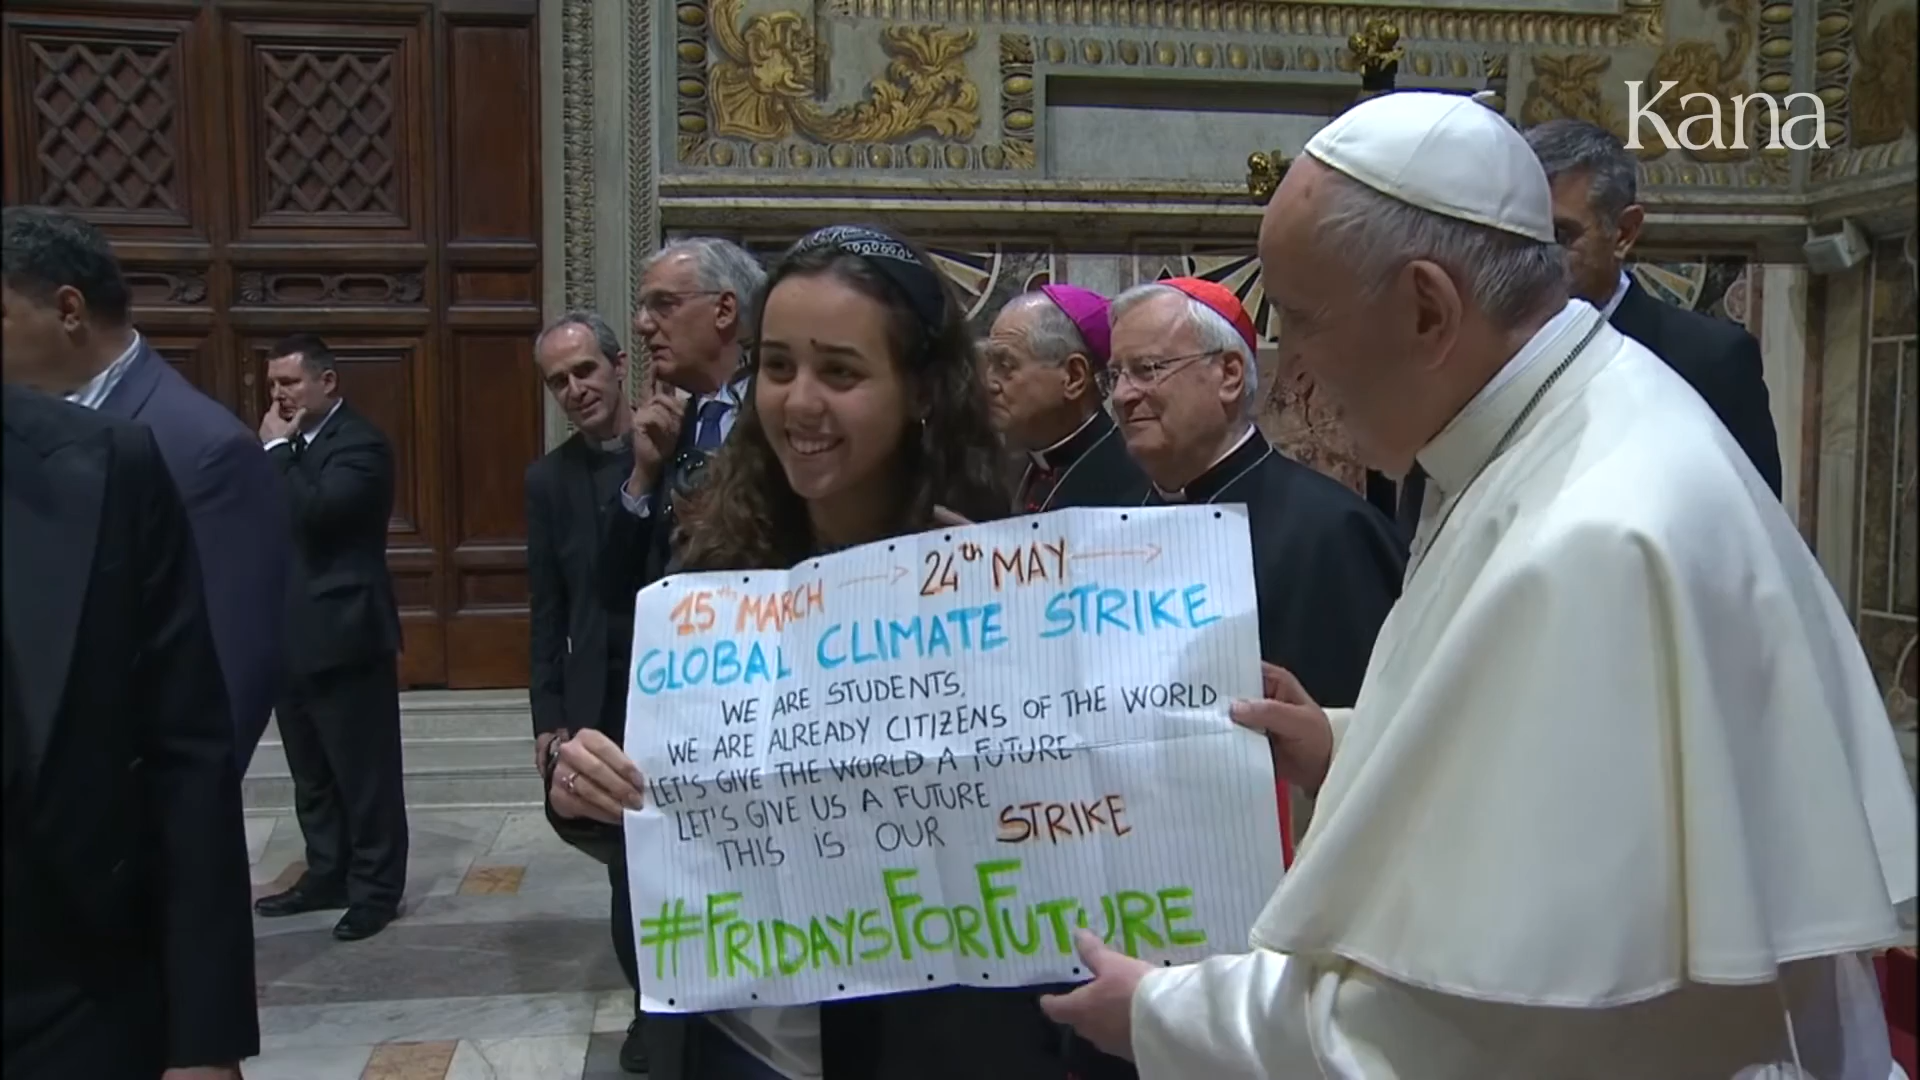 Kana
15th MARCH → 24th MAY →
GLOBAL CLIMATE STRIKE
WE ARE STUDENTS.
WE ARE ALREADY CITIZENS OF THE WORLD
LET'S GIVE THE WORLD A FUTURE
LET'S GIVE US A FUTURE
THIS IS OUR STRIKE
#FRIDAYSFORFUTURE